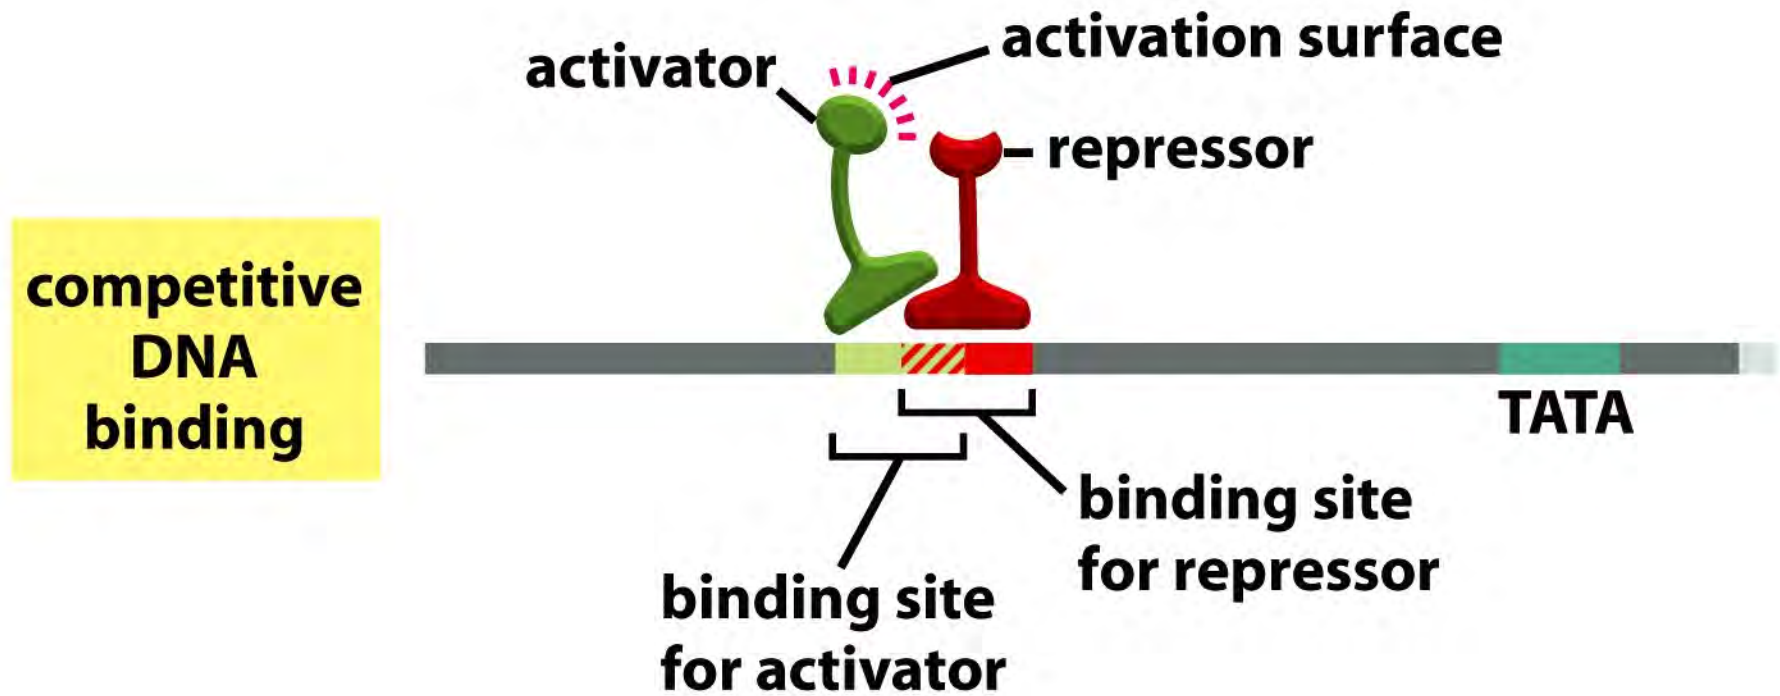 activation surface
activator
repressor
competitive
DNA
binding
TATA
binding site
for repressor
binding site
for activator